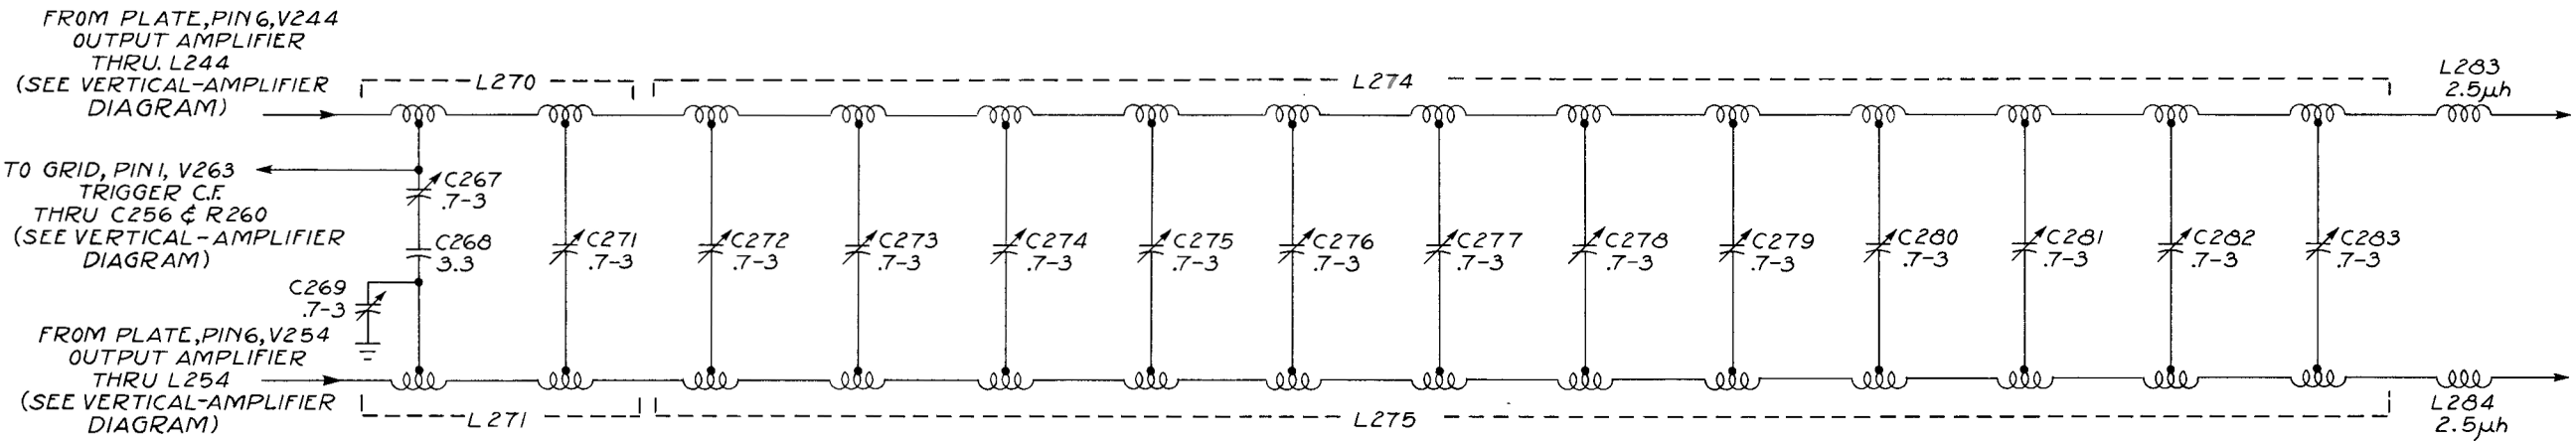 FROM PLATE, PIN 6, V244
OUTPUT AMPLIFIER
THRU. L244
(SEE VERTICAL-AMPLIFIER
DIAGRAM)
L270
L274
L283
2.5µh
TO GRID, PIN 1, V263
TRIGGER C.F.
THRU C256 & R260
(SEE VERTICAL-AMPLIFIER
DIAGRAM)
C267
.7-3
C268
3.3
C269
.7-3
C271
.7-3
C272
.7-3
C273
.7-3
C274
.7-3
C275
.7-3
C276
.7-3
C277
.7-3
C278
.7-3
C279
.7-3
C280
.7-3
C281
.7-3
C282
.7-3
C283
.7-3
FROM PLATE, PIN 6, V254
OUTPUT AMPLIFIER
THRU L254
(SEE VERTICAL-AMPLIFIER
DIAGRAM)
L271
L275
L284
2.5µh